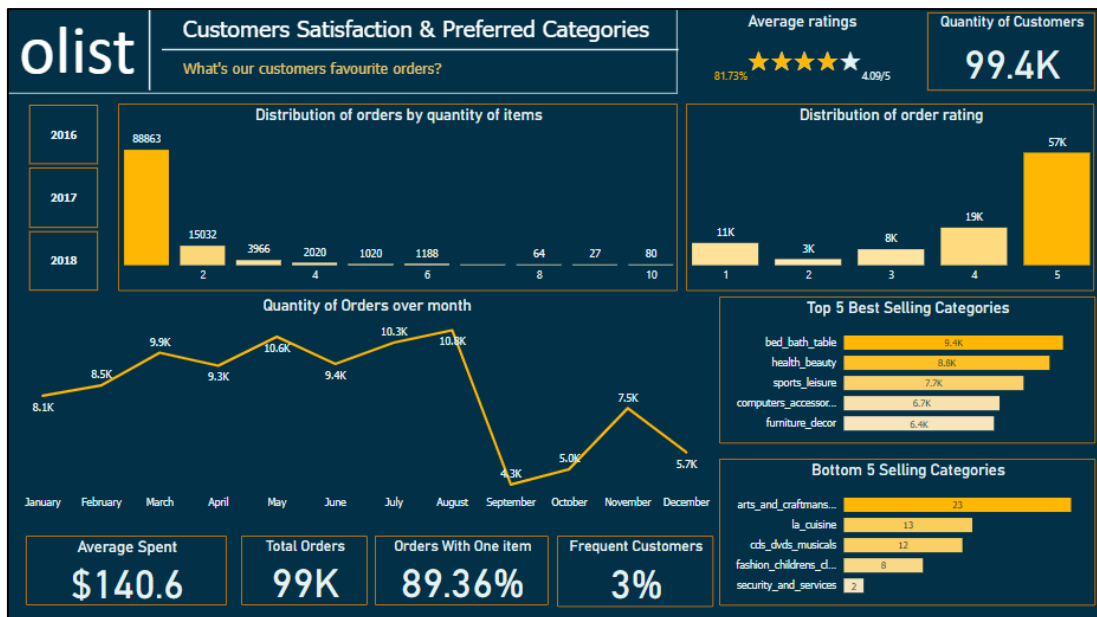 olist
Customers Satisfaction & Preferred Categories
What's our customers favourite orders?
Average ratings
81.73%
4.09/5
Quantity of Customers
99.4K
2016
2017
2018
Distribution of orders by quantity of items
88863
15032
3966
2020
1020
1188
64
27
80
2
4
6
8
10
Distribution of order rating
11K
3K
8K
19K
57K
1
2
3
4
5
Quantity of Orders over month
8.1K
8.5K
9.9K
9.3K
10.6K
9.4K
10.3K
10.8K
4.3K
5.0K
7.5K
5.7K
January
February
March
April
May
June
July
August
September
October
November
December
Top 5 Best Selling Categories
bed_bath_table 9.4K
health_beauty 8.8K
sports_leisure 7.7K
computers_accessor... 6.7K
furniture_decor 6.4K
Bottom 5 Selling Categories
arts_and_craftmans... 23
la_cuisine 13
cds_dvds_musicals 12
fashion_childrens_cl... 8
security_and_services 2
Average Spent
$140.6
Total Orders
99K
Orders With One item
89.36%
Frequent Customers
3%